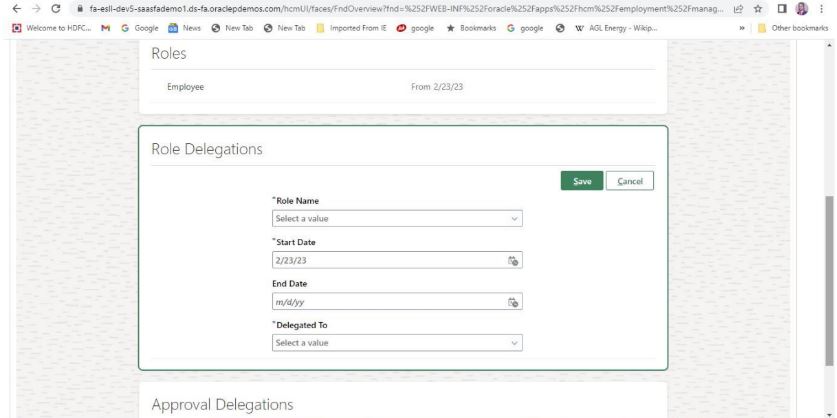 fa-esll-dev5-saasfademo1.ds-fa.oraclepdemos.com/hcmUI/faces/FndOverview?fnd=%252FWEB-INF%252Foracle%252Fapps%252Fhcm%252Femployment%252Fmanag...
Welcome to HDFC... Google News New Tab New Tab Imported From IE google Bookmarks google W AGL Energy - Wikip... » Other bookmarks
Roles
Employee From 2/23/23
Role Delegations
Save Cancel
*Role Name
Select a value
*Start Date
2/23/23
End Date
m/d/yy
*Delegated To
Select a value
Approval Delegations